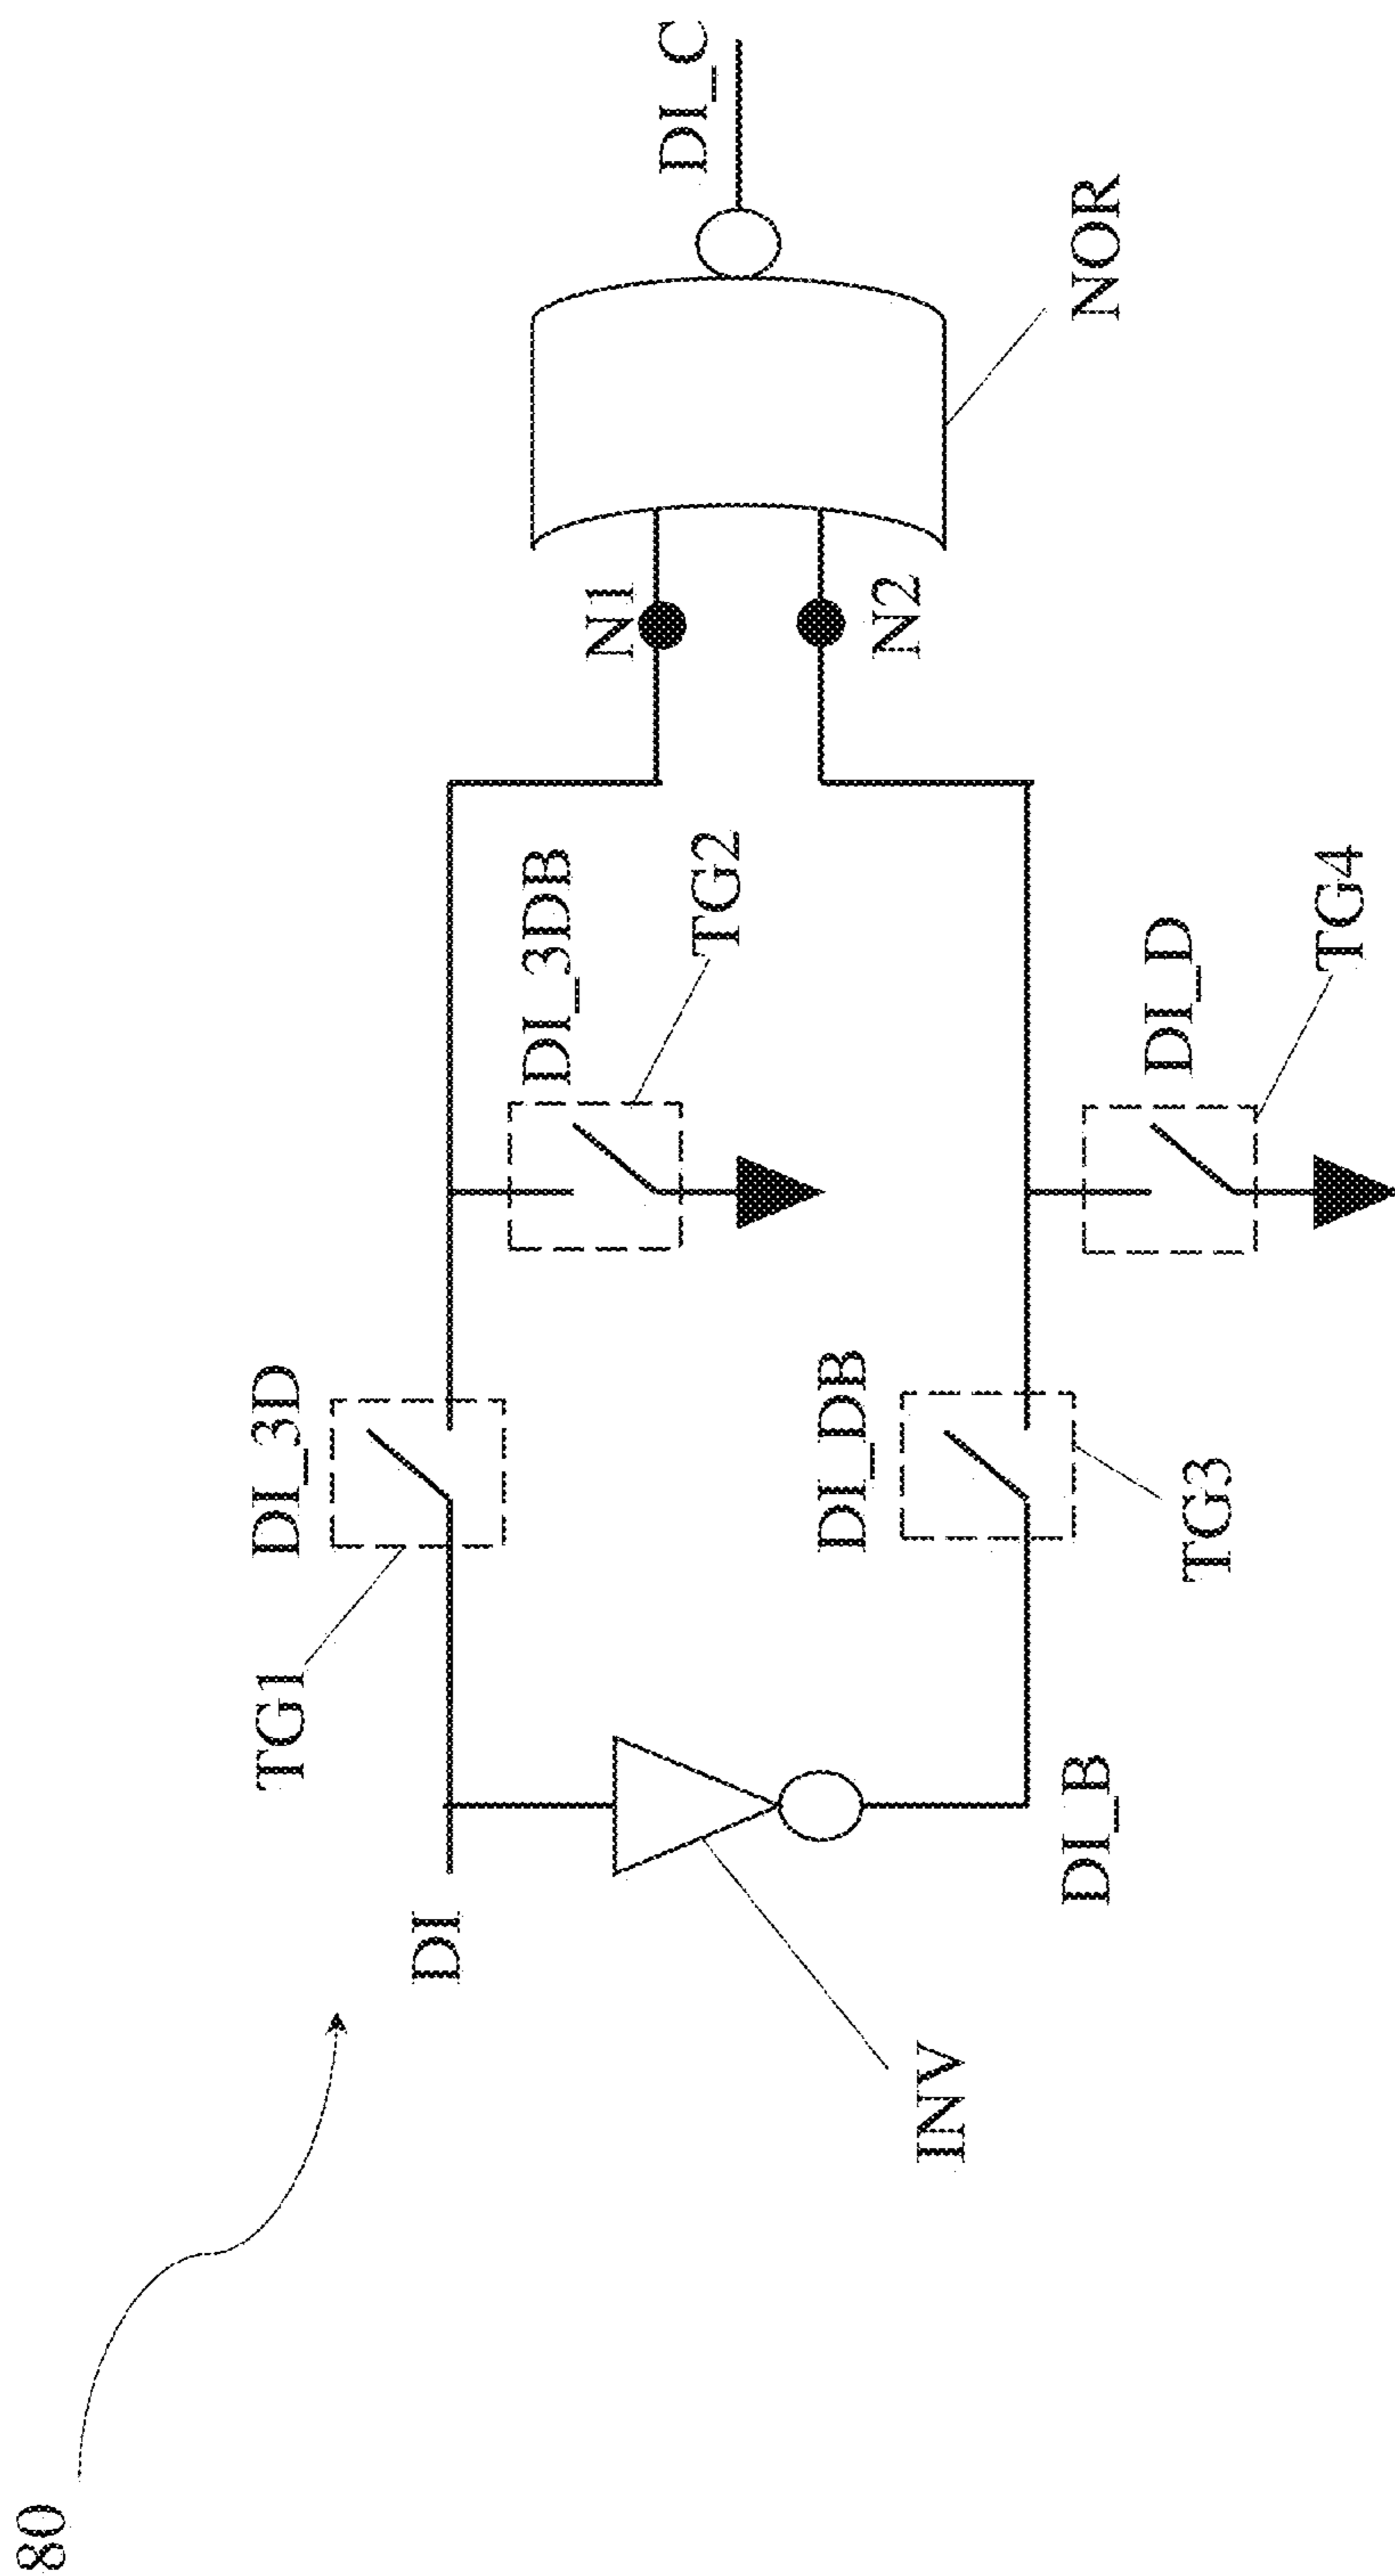 80
DI
TG1
DI_3D
DI_3DB
TG2
N1
DI_C
INV
DI_B
DI_DB
TG3
DI_D
TG4
N2
NOR